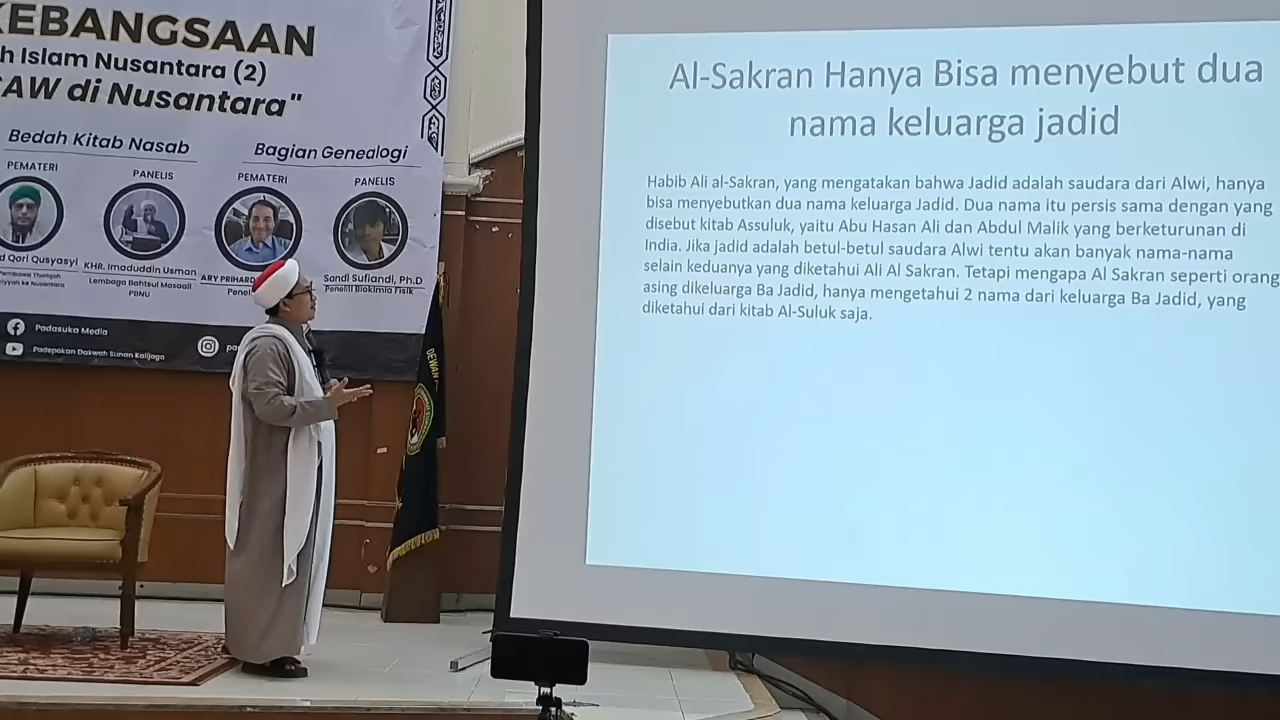 KEBANGSAAN
h Islam Nusantara (2)
AW di Nusantara"
Bedah Kitab Nasab
Bagian Genealogi
PEMATERI
PANELIS
PEMATERI
PANELIS
d Qori Qusyasyi
KHR. Imaduddin Usman
Lembaga Bahtsul Masaail
PBNU
ARY PRIHAR
Sandi Sufiandi, Ph.D
Peneliti Biokimia Fisik
Padasuka Media
Padepokan Dakwah Sunan Kalijaga
DEWAN
Al-Sakran Hanya Bisa menyebut dua
nama keluarga jadid
Habib Ali al-Sakran, yang mengatakan bahwa Jadid adalah saudara dari Alwi, hanya
bisa menyebutkan dua nama keluarga Jadid. Dua nama itu persis sama dengan yang
disebut kitab Assuluk, yaitu Abu Hasan Ali dan Abdul Malik yang berketurunan di
India. Jika jadid adalah betul-betul saudara Alwi tentu akan banyak nama-nama
selain keduanya yang diketahui Ali Al Sakran. Tetapi mengapa Al Sakran seperti orang
asing dikeluarga Ba Jadid, hanya mengetahui 2 nama dari keluarga Ba Jadid, yang
diketahui dari kitab Al-Suluk saja.